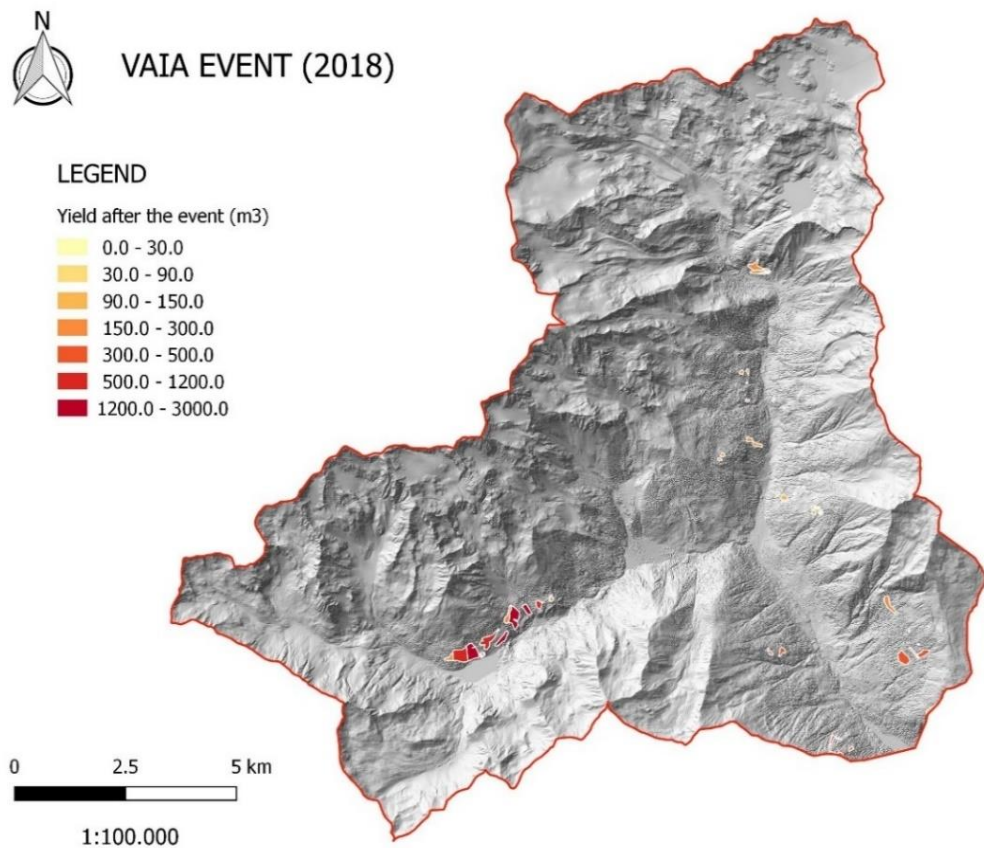 N
VAIA EVENT (2018)
LEGEND
Yield after the event (m3)
0.0 - 30.0
30.0 - 90.0
90.0 - 150.0
150.0 - 300.0
300.0 - 500.0
500.0 - 1200.0
1200.0 - 3000.0
0 2.5 5 km
1:100.000